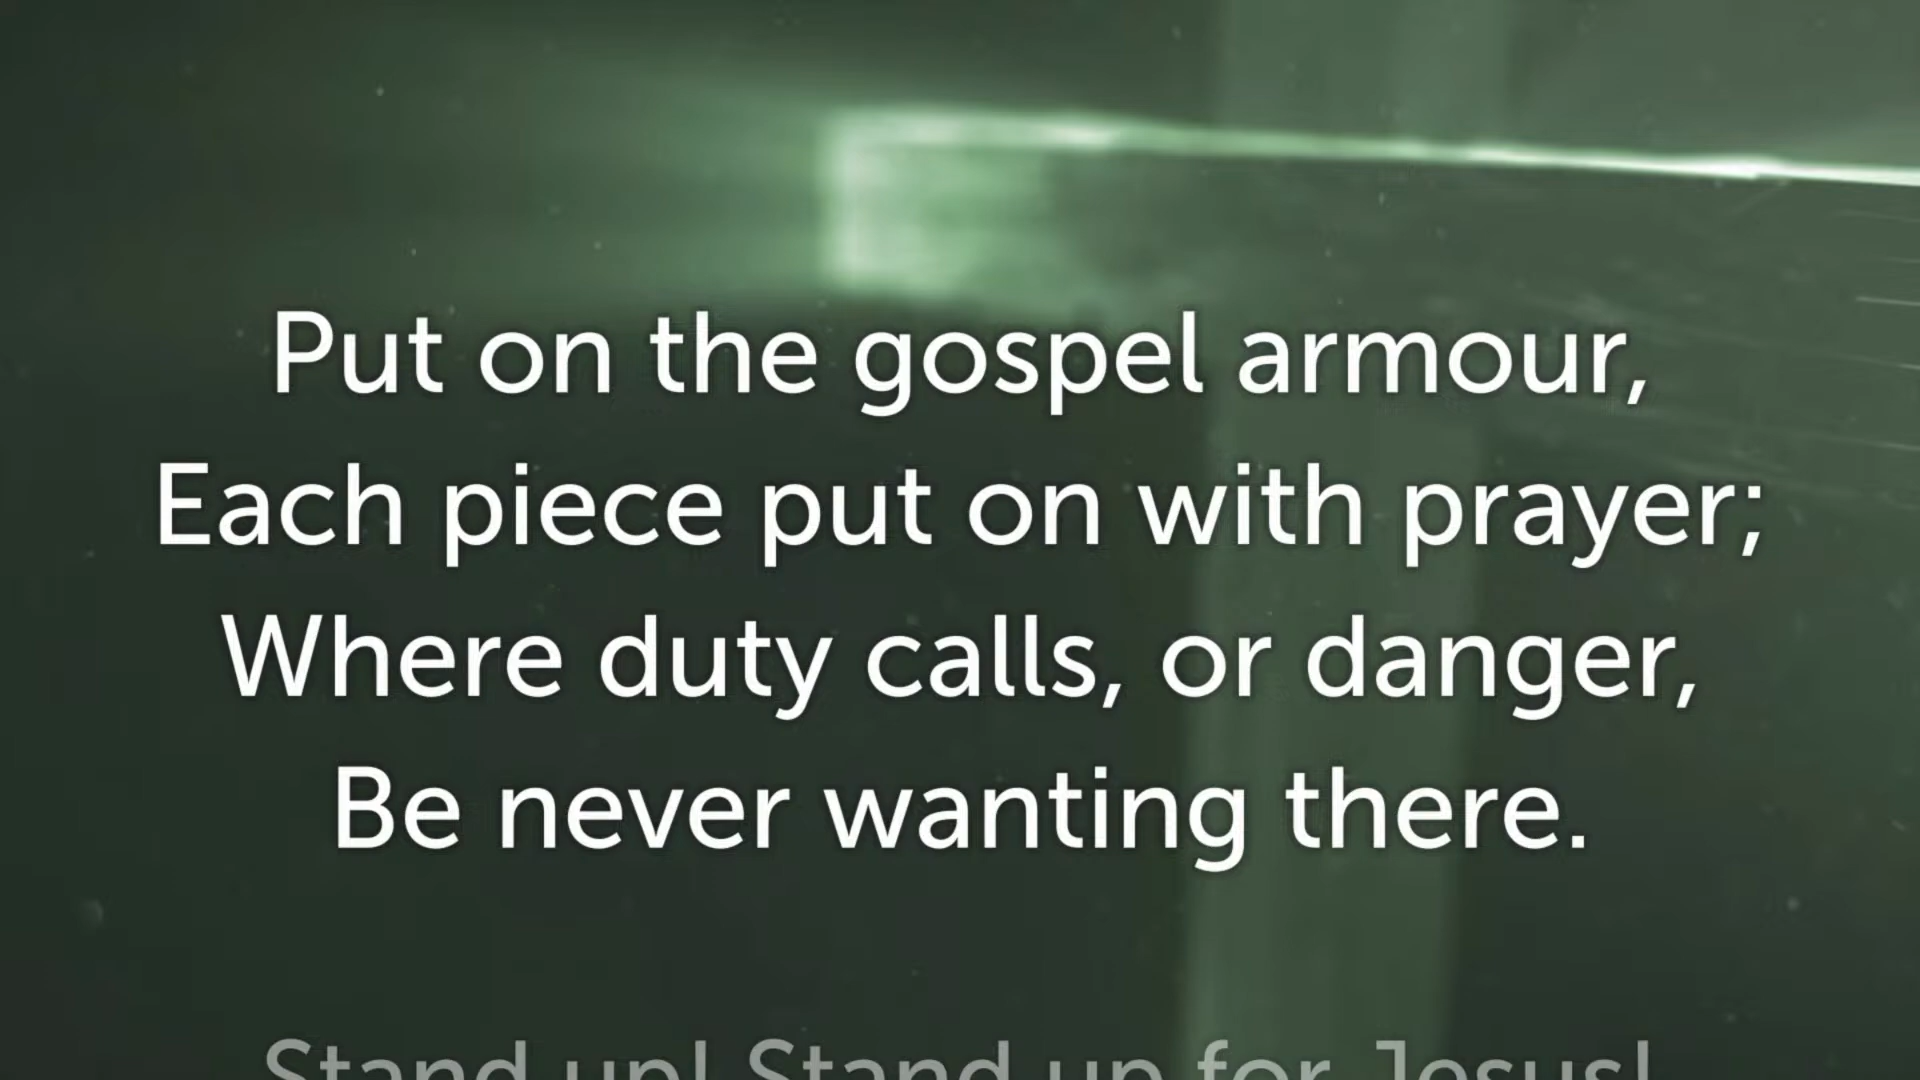 Put on the gospel armour,
Each piece put on with prayer;
Where duty calls, or danger,
Be never wanting there.
Stand up! Stand up for Jesus!